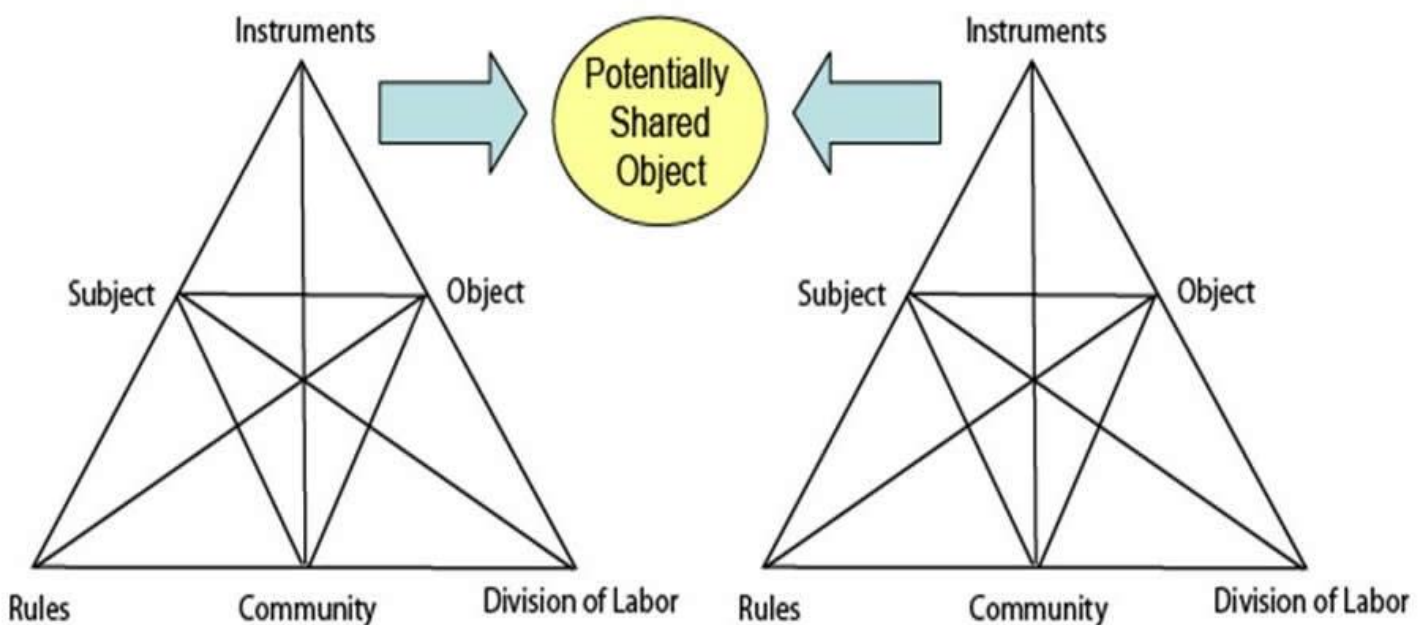 Instruments
Potentially
Shared
Object
Instruments
Subject
Object
Subject
Object
Rules
Community
Division of Labor
Rules
Community
Division of Labor